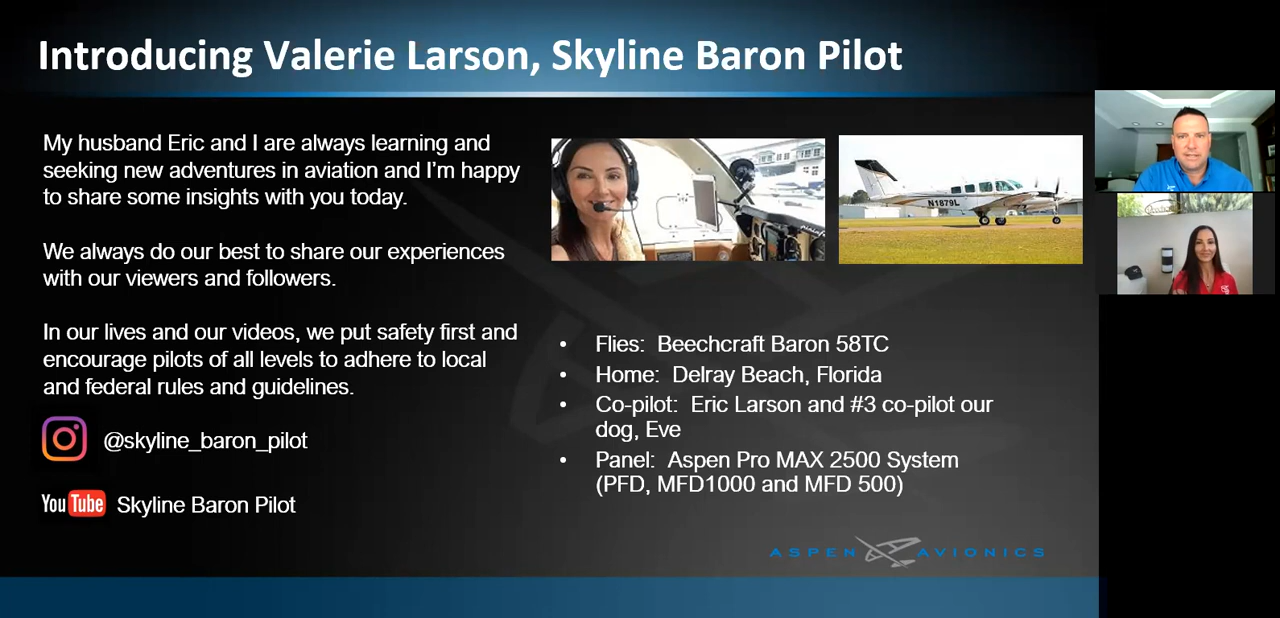 Introducing Valerie Larson, Skyline Baron Pilot
My husband Eric and I are always learning and
seeking new adventures in aviation and I'm happy
to share some insights with you today.
We always do our best to share our experiences
with our viewers and followers.
In our lives and our videos, we put safety first and
encourage pilots of all levels to adhere to local
and federal rules and guidelines.
@skyline_baron_pilot
YouTube Skyline Baron Pilot
N1879L
• Flies: Beechcraft Baron 58TC
• Home: Delray Beach, Florida
• Co-pilot: Eric Larson and #3 co-pilot our
dog, Eve
• Panel: Aspen Pro MAX 2500 System
(PFD, MFD1000 and MFD 500)
ASPEN AVIONICS